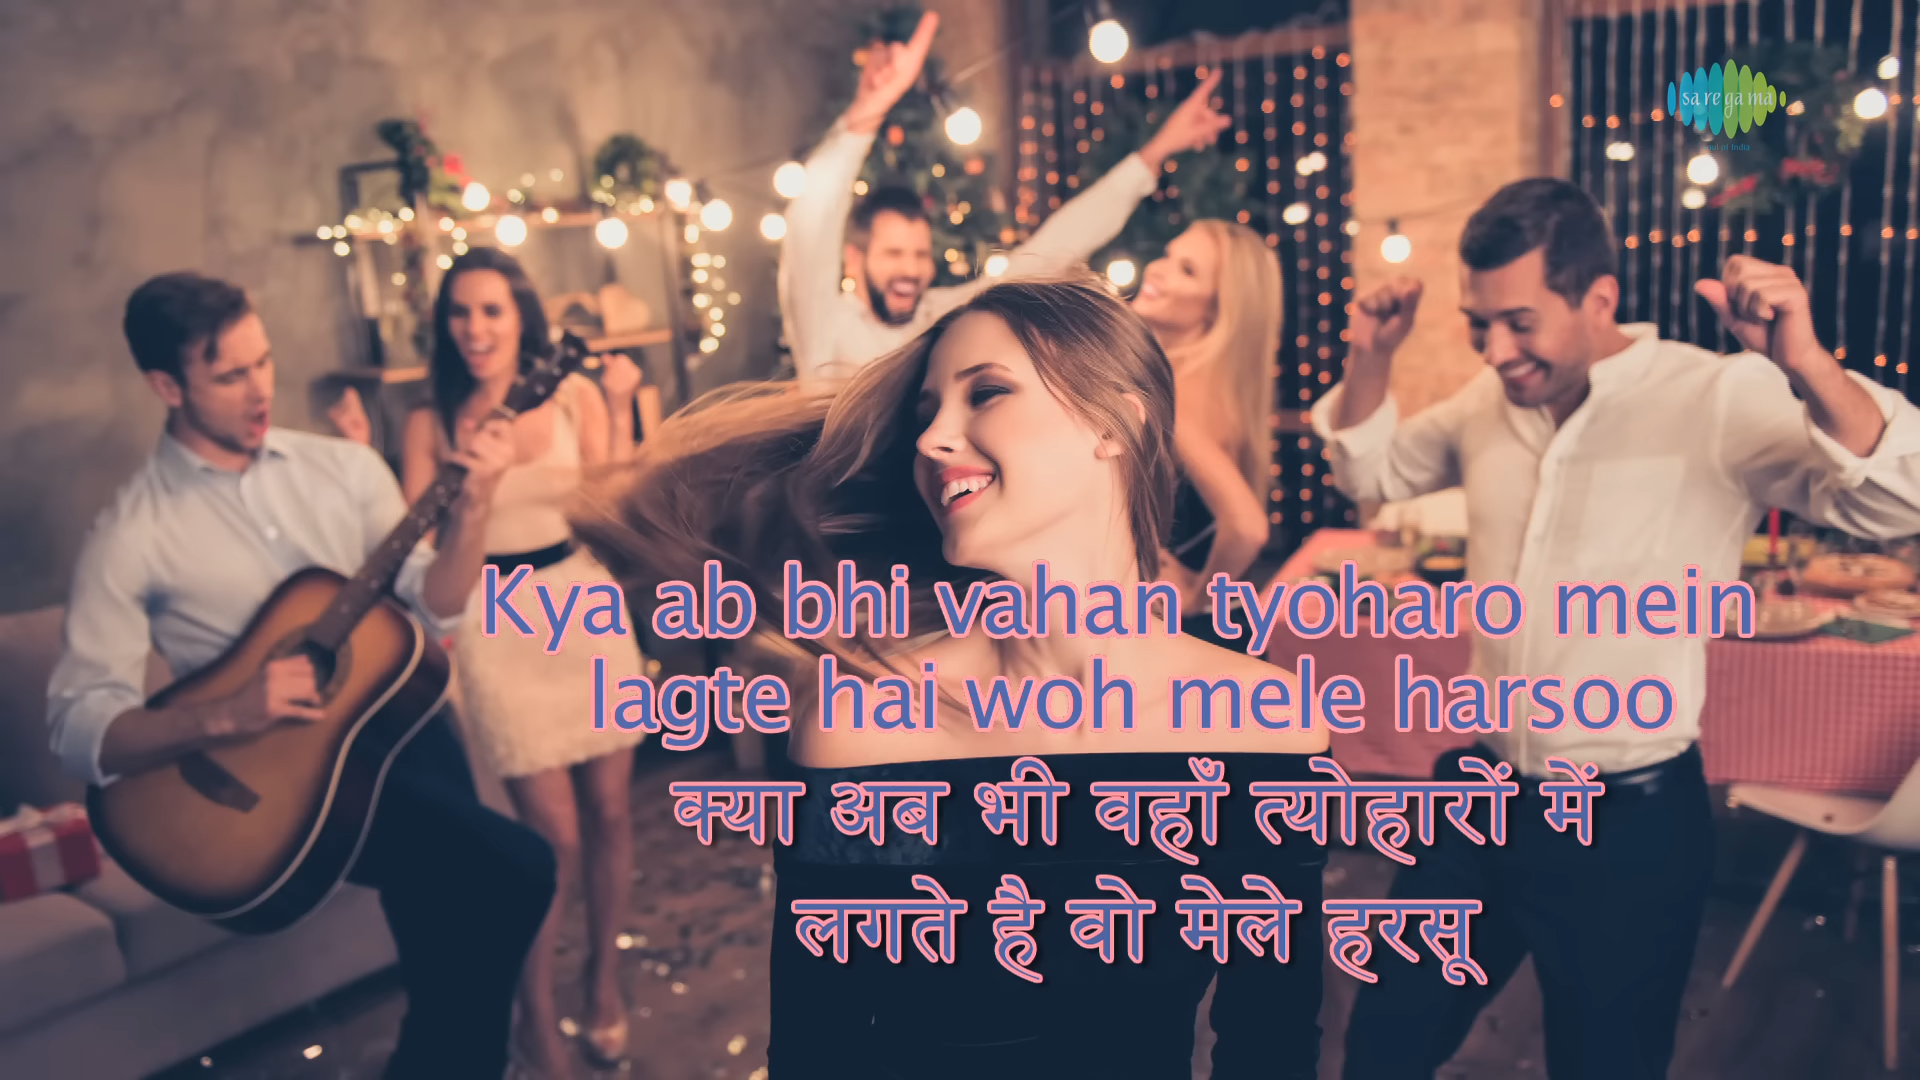 sa re ga ma
Kya ab bhi vahan tyoharo mein
lagte hai woh mele harsoo
क्या अब भी वहाँ त्योहारों में
लगते है वो मेले हरसू